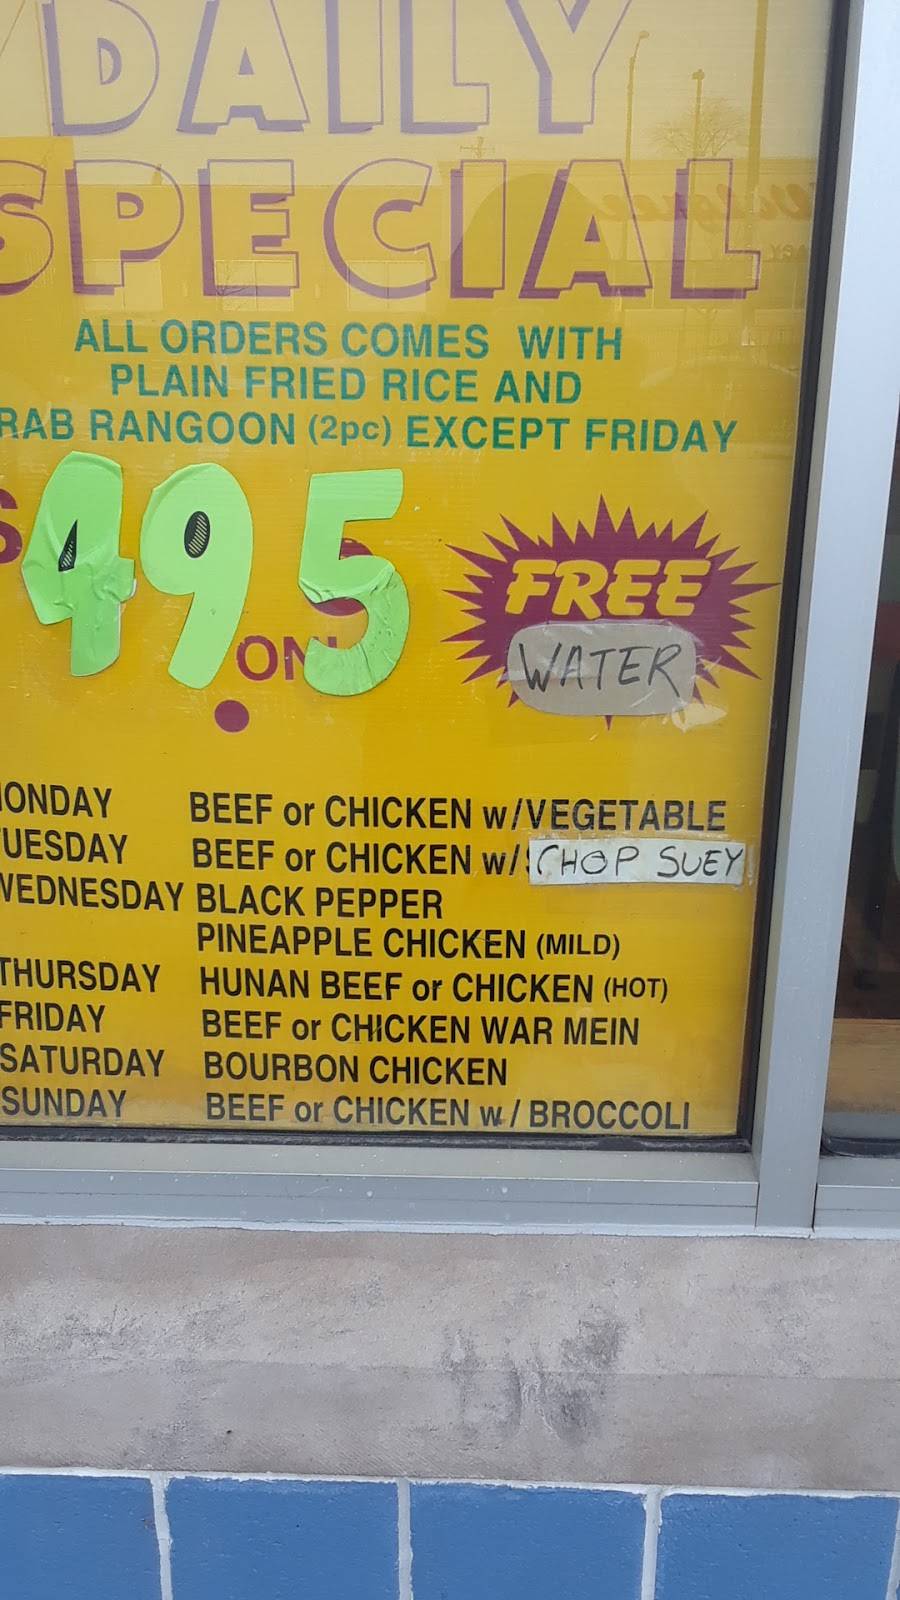 DAILY
SPECIAL
ALL ORDERS COMES WITH
PLAIN FRIED RICE AND
RAB RANGOON (2pc) EXCEPT FRIDAY
$495
ON
FREE
WATER
ONDAY BEEF or CHICKEN w/VEGETABLE
UESDAY BEEF or CHICKEN w/ CHOP SUEY
WEDNESDAY BLACK PEPPER
PINEAPPLE CHICKEN (MILD)
THURSDAY HUNAN BEEF or CHICKEN (HOT)
FRIDAY BEEF or CHICKEN WAR MEIN
SATURDAY BOURBON CHICKEN
SUNDAY BEEF or CHICKEN w/ BROCCOLI